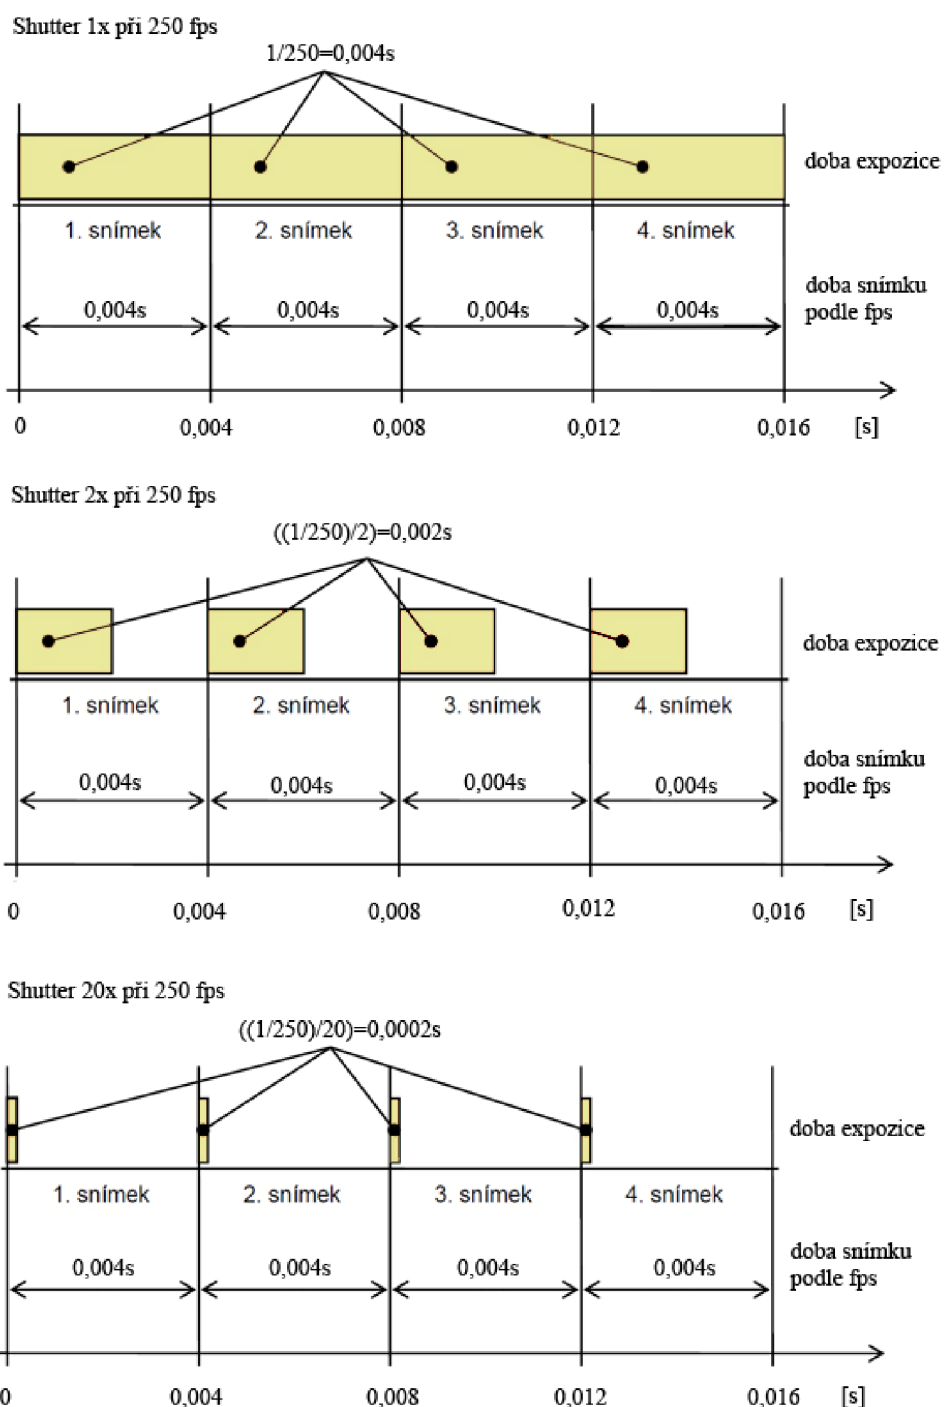 Shutter 1x při 250 fps
1/250=0,004s
doba expozice
1. snímek 2. snímek 3. snímek 4. snímek
doba snímku
podle fps
0,004s 0,004s 0,004s 0,004s
0 0,004 0,008 0,012 0,016 [s]
Shutter 2x při 250 fps
((1/250)/2)=0,002s
doba expozice
1. snímek 2. snímek 3. snímek 4. snímek
doba snímku
podle fps
0,004s 0,004s 0,004s 0,004s
0 0,004 0,008 0,012 0,016 [s]
Shutter 20x při 250 fps
((1/250)/20)=0,0002s
doba expozice
1. snímek 2. snímek 3. snímek 4. snímek
doba snímku
podle fps
0,004s 0,004s 0,004s 0,004s
0 0,004 0,008 0,012 0,016 [s]